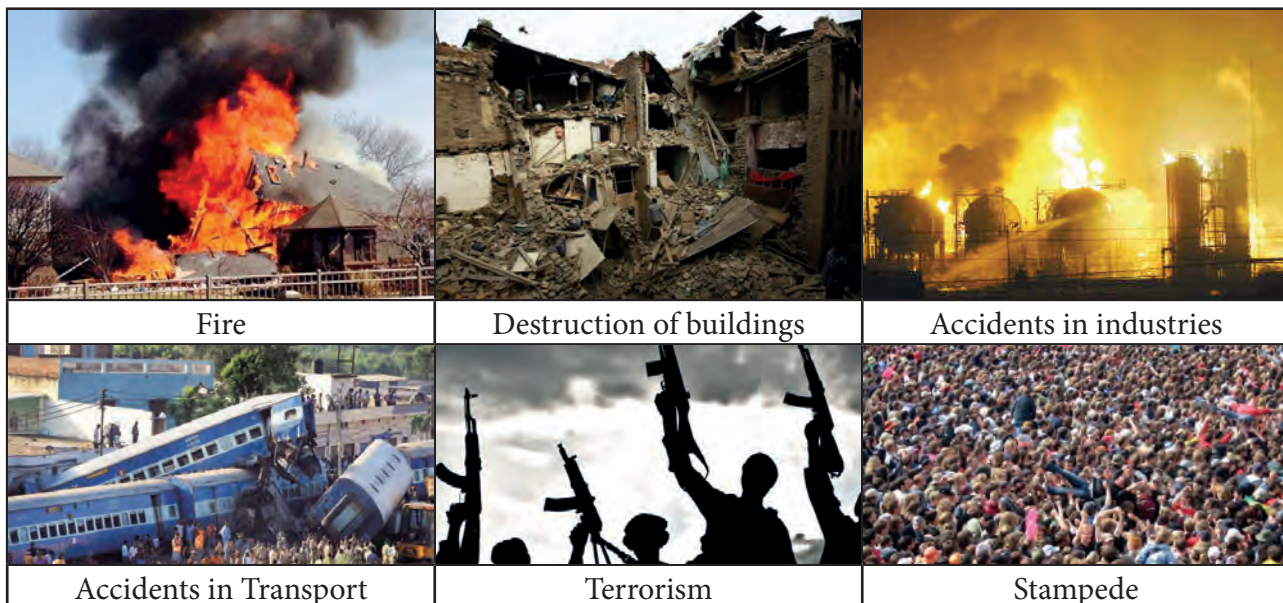 Fire
Destruction of buildings
Accidents in industries
Accidents in Transport
Terrorism
Stampede